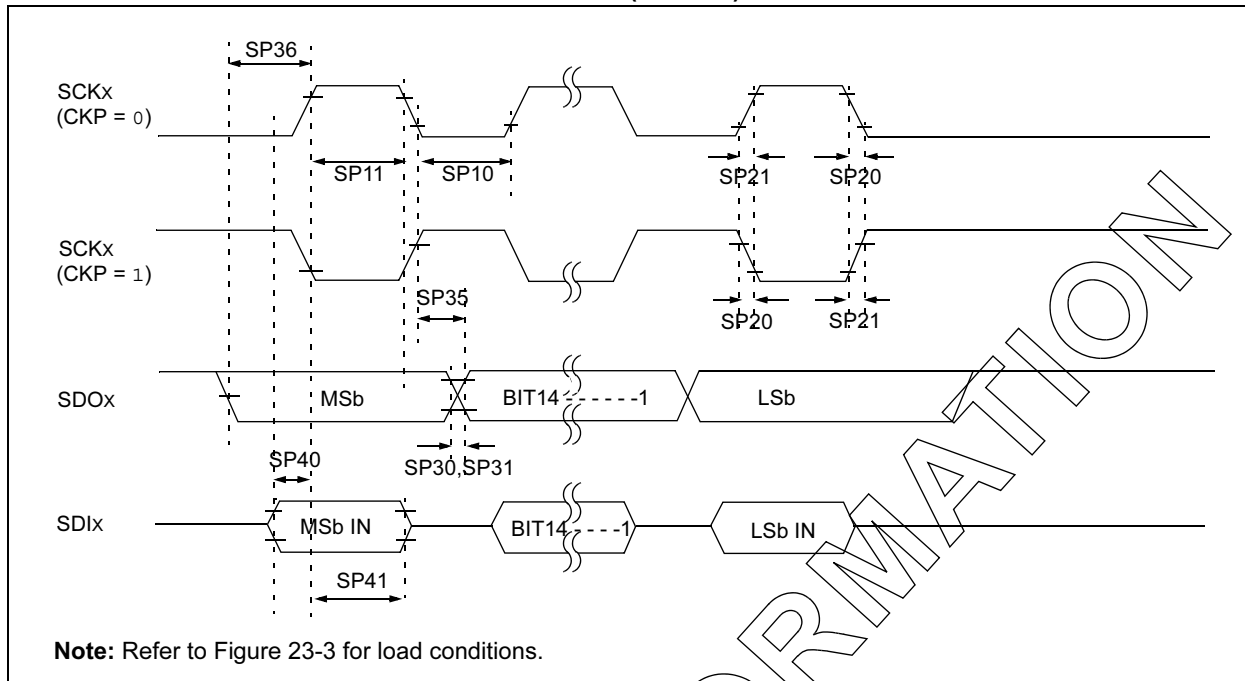 SP36
SCKx
(CKP = 0)
SP11
SP10
SP21
SP20
SCKx
(CKP = 1)
SP35
SP20
SP21
SDOx
MSb
BIT14 - - - - - -1
LSb
SP30,SP31
SP40
SDIx
MSb IN
BIT14 - - - -1
LSb IN
SP41
Note: Refer to Figure 23-3 for load conditions.
ORMATION